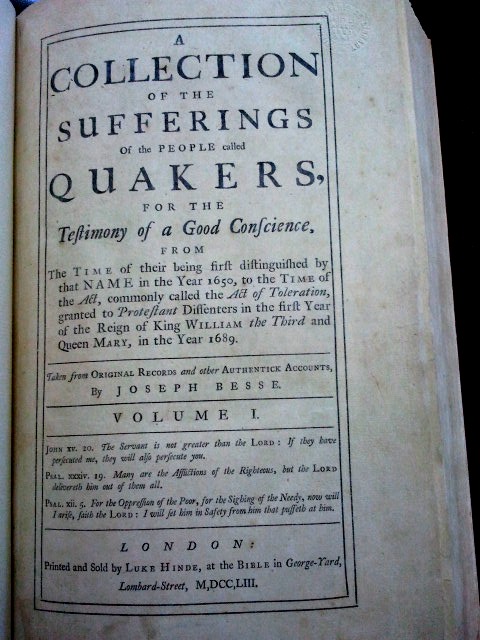 A
COLLECTION
OF THE
SUFFERINGS
Of the PEOPLE called
QUAKERS,
FOR THE
Teſtimony of a Good Conſcience,
FROM
The TIME of their being firſt diſtinguiſhed by
that NAME in the Year 1650, to the TIME of
the Act, commonly called the Act of Toleration,
granted to Proteſtant Diſſenters in the firſt Year
of the Reign of King WILLIAM the Third and
Queen MARY, in the Year 1689.
Taken from ORIGINAL RECORDS and other AUTHENTICK ACCOUNTS,
By JOSEPH BESSE.
VOLUME I.
JOHN xv. 20. The Servant is not greater than the LORD: If they have
perſecuted me, they will alſo perſecute you.
PSAL. xxxiv. 19. Many are the Afflictions of the Righteous, but the LORD
delivereth him out of them all.
PSAL. xii. 5. For the Oppreſſion of the Poor, for the Sighing of the Needy, now will
I ariſe, ſaith the LORD: I will ſet him in Safety from him that puffeth at him.
LONDON:
Printed and Sold by LUKE HINDE, at the BIBLE in George-Yard,
Lombard-Street, M,DCC,LIII.